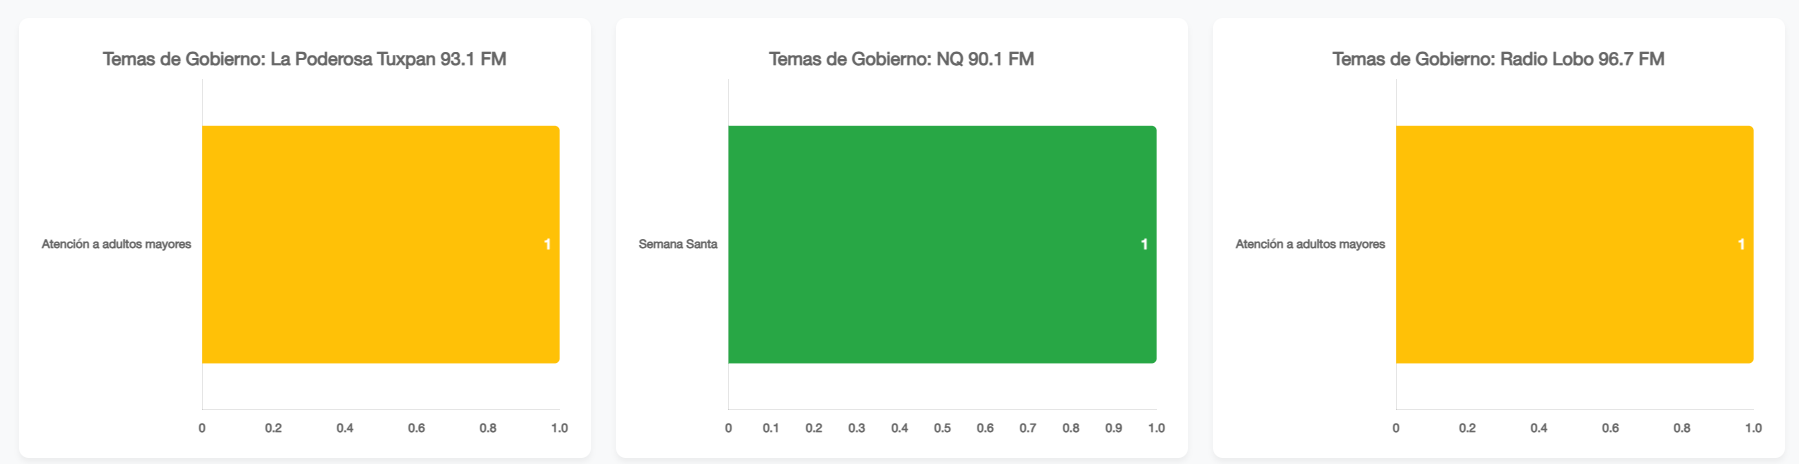 Temas de Gobierno: La Poderosa Tuxpan 93.1 FM
Atención a adultos mayores
1
0 0.2 0.4 0.6 0.8 1.0
Temas de Gobierno: NQ 90.1 FM
Semana Santa
1
0 0.1 0.2 0.3 0.4 0.5 0.6 0.7 0.8 0.9 1.0
Temas de Gobierno: Radio Lobo 96.7 FM
Atención a adultos mayores
1
0 0.2 0.4 0.6 0.8 1.0